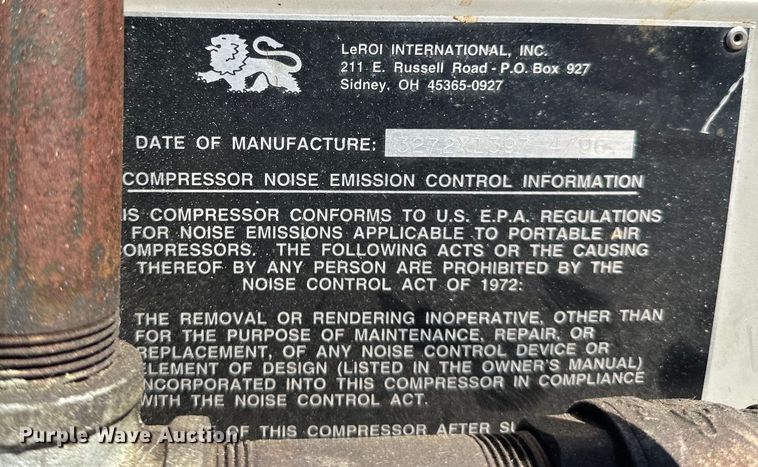 LeROI INTERNATIONAL, INC.
211 E. Russell Road - P.O. Box 927
Sidney, OH 45365-0927
DATE OF MANUFACTURE: 3272X1397 4/96
COMPRESSOR NOISE EMISSION CONTROL INFORMATION
IS COMPRESSOR CONFORMS TO U.S. E.P.A. REGULATIONS
FOR NOISE EMISSIONS APPLICABLE TO PORTABLE AIR
OMPRESSORS. THE FOLLOWING ACTS OR THE CAUSING
THEREOF BY ANY PERSON ARE PROHIBITED BY THE
NOISE CONTROL ACT OF 1972:
THE REMOVAL OR RENDERING INOPERATIVE, OTHER THAN
FOR THE PURPOSE OF MAINTENANCE, REPAIR, OR
REPLACEMENT, OF ANY NOISE CONTROL DEVICE OR
ELEMENT OF DESIGN (LISTED IN THE OWNER'S MANUAL)
INCORPORATED INTO THIS COMPRESSOR IN COMPLIANCE
WITH THE NOISE CONTROL ACT.
OF THIS COMPRESSOR AFTER
Purple Wave Auction